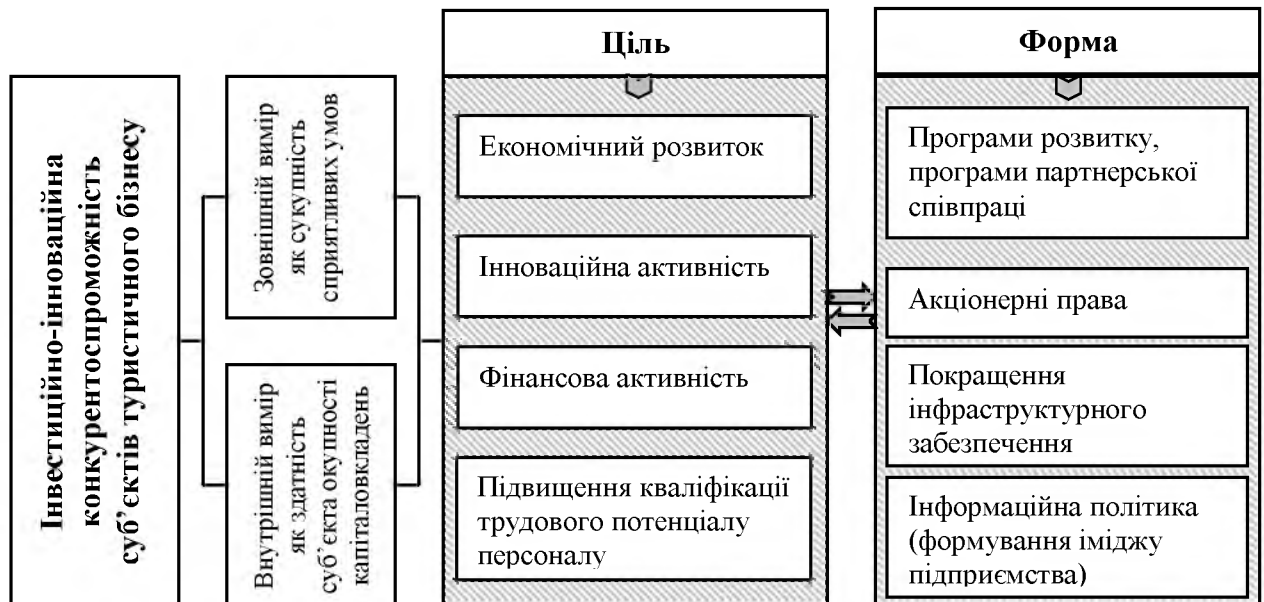 Інвестиційно-інноваційна
конкурентоспроможність
суб’єктів туристичного бізнесу
Зовнішній вимір
як сукупність
сприятливих умов
Внутрішній вимір
як здатність
суб’єкта окупності
капіталовкладень
Ціль
Економічний розвиток
Інноваційна активність
Фінансова активність
Підвищення кваліфікації
трудового потенціалу
персоналу
Форма
Програми розвитку,
програми партнерської
співпраці
Акціонерні права
Покращення
інфраструктурного
забезпечення
Інформаційна політика
(формування іміджу
підприємства)